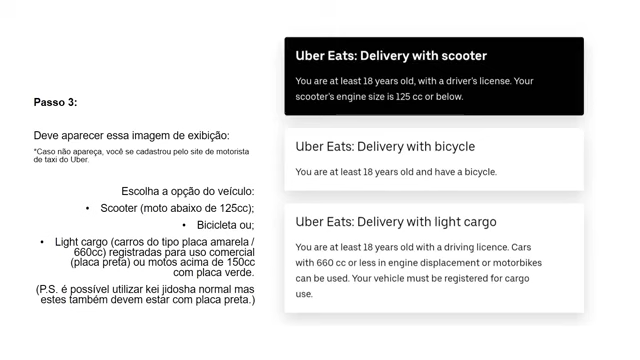 Passo 3:
Deve aparecer essa imagem de exibição:
*Caso não apareça, você se cadastrou pelo site de motorista
de taxi do Uber.
Escolha a opção do veículo:
• Scooter (moto abaixo de 125cc);
• Bicicleta ou;
• Light cargo (carros do tipo placa amarela /
660cc) registradas para uso comercial
(placa preta) ou motos acima de 150cc
com placa verde.
(P.S. é possível utilizar kei jidosha normal mas
estes também devem estar com placa preta.)
Uber Eats: Delivery with scooter
You are at least 18 years old, with a driver's license. Your
scooter's engine size is 125 cc or below.
Uber Eats: Delivery with bicycle
You are at least 18 years old and have a bicycle.
Uber Eats: Delivery with light cargo
You are at least 18 years old with a driving licence. Cars
with 660 cc or less in engine displacement or motorbikes
can be used. Your vehicle must be registered for cargo
use.